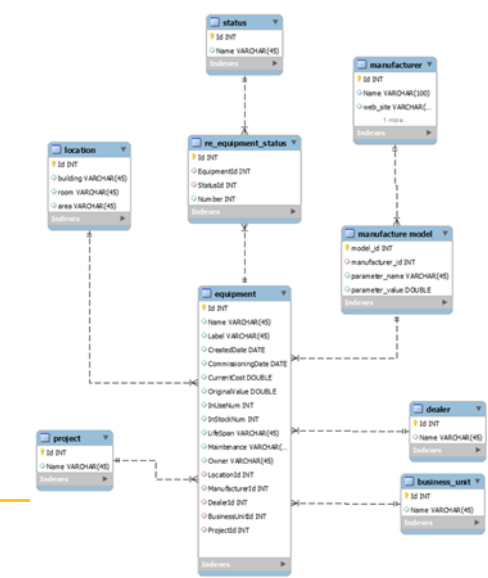 status
Id INT
Name VARCHAR(45)
Indexes
manufacturer
Id INT
Name VARCHAR(100)
web_site VARCHAR(...
1 more...
Indexes
location
Id INT
building VARCHAR(45)
room VARCHAR(45)
area VARCHAR(45)
Indexes
re_equipment_status
Id INT
EquipmentId INT
StatusId INT
Number INT
Indexes
manufacture model
model_id INT
manufacturer_id INT
parameter_name VARCHAR(45)
parameter_value DOUBLE
Indexes
equipment
Id INT
Name VARCHAR(45)
Label VARCHAR(45)
CreatedDate DATE
CommissioningDate DATE
CurrentCost DOUBLE
OriginalValue DOUBLE
InUseNum INT
InStockNum INT
LifeSpan VARCHAR(45)
Maintenance VARCHAR(...
Owner VARCHAR(45)
LocationId INT
ManufacturerId INT
DealerId INT
BusinessUnitId INT
ProjectId INT
Indexes
dealer
Id INT
Name VARCHAR(45)
Indexes
project
Id INT
Name VARCHAR(45)
Indexes
business_unit
Id INT
Name VARCHAR(45)
Indexes